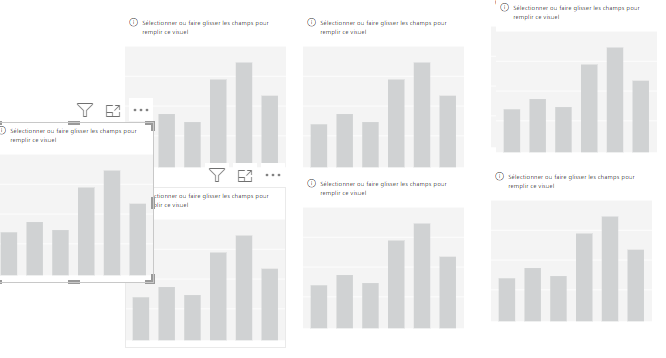 Sélectionner ou faire glisser les champs pour
remplir ce visuel
Sélectionner ou faire glisser les champs pour
remplir ce visuel
Sélectionner ou faire glisser les champs pour
remplir ce visuel
Sélectionner ou faire glisser les champs pour
remplir ce visuel
ctionner ou faire glisser les champs pour
plir ce visuel
Sélectionner ou faire glisser les champs pour
remplir ce visuel
Sélectionner ou faire glisser les champs pour
remplir ce visuel